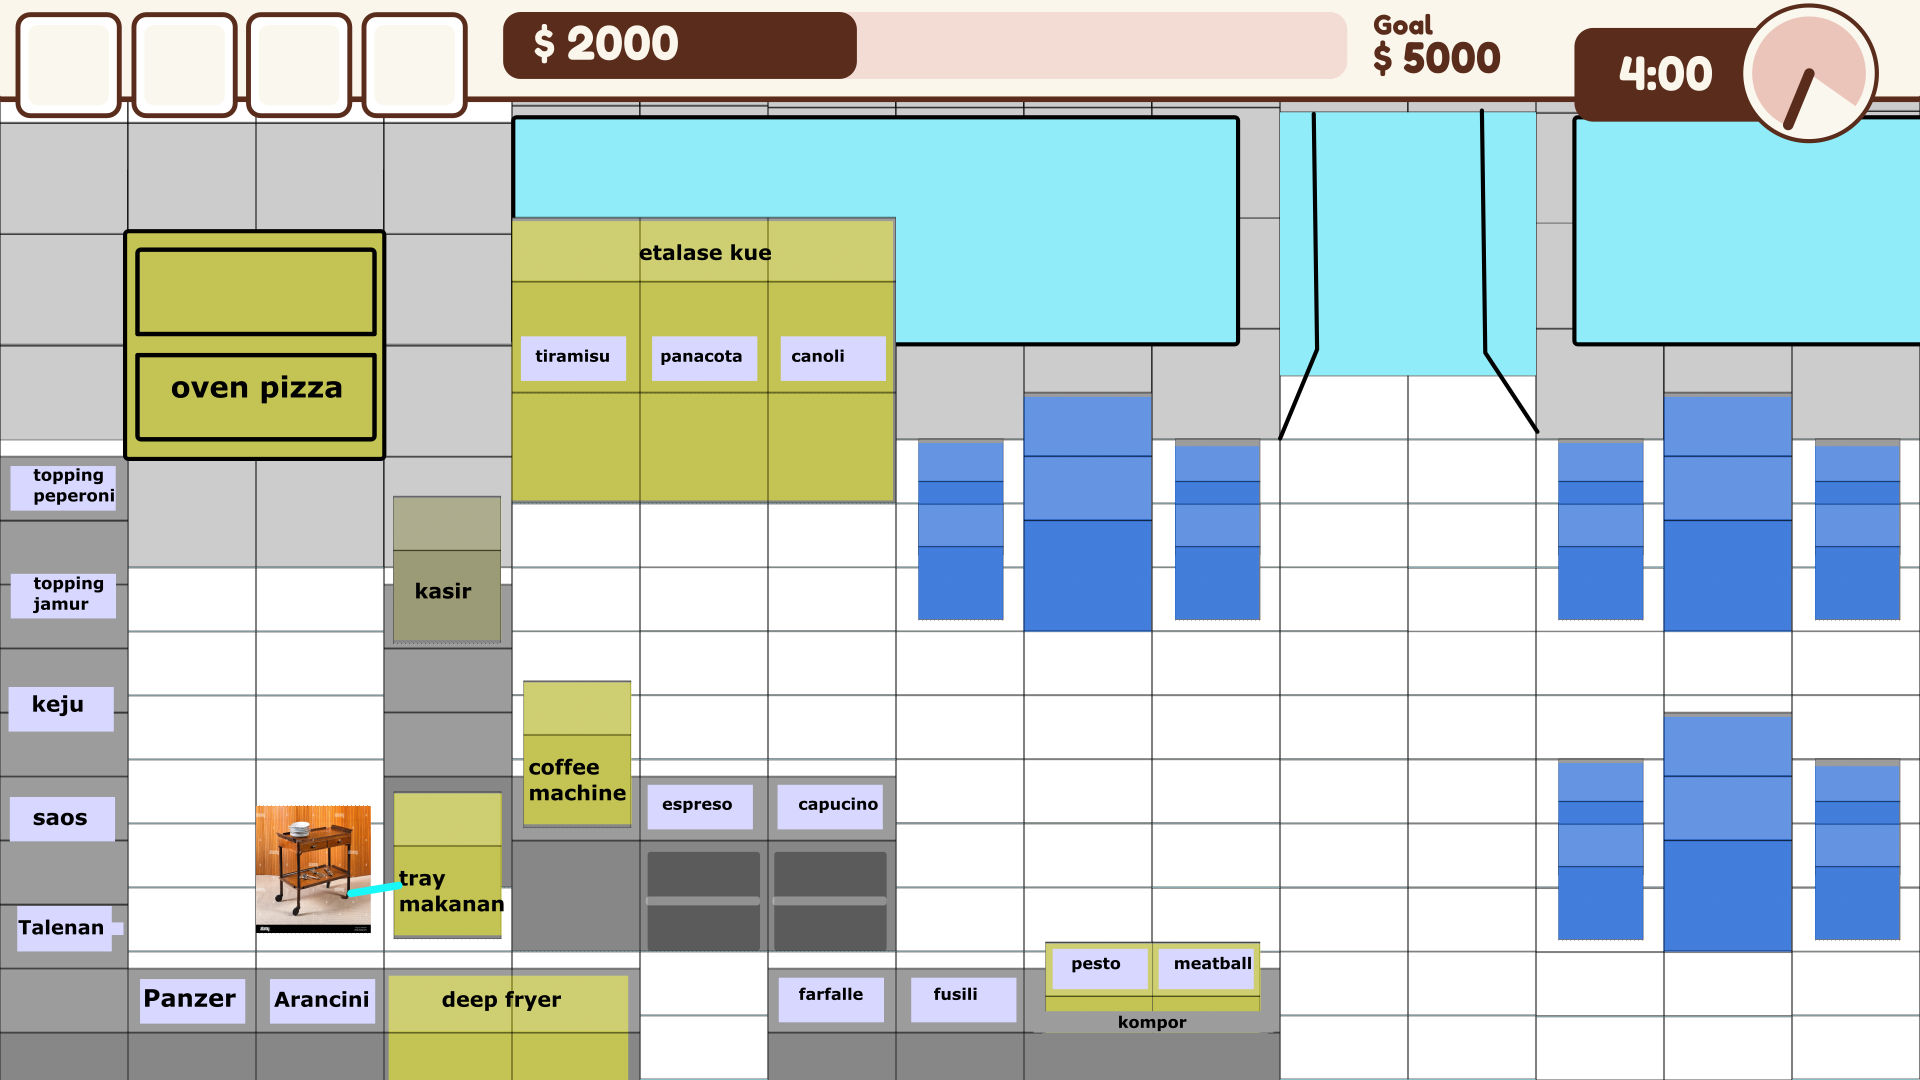 $ 2000
Goal
$ 5000
4:00
etalase kue
tiramisu
panacota
canoli
oven pizza
topping
peperoni
topping
jamur
kasir
keju
coffee
machine
espreso
capucino
saos
tray
makanan
Talenan
pesto
meatball
Panzer
Arancini
deep fryer
farfalle
fusili
kompor